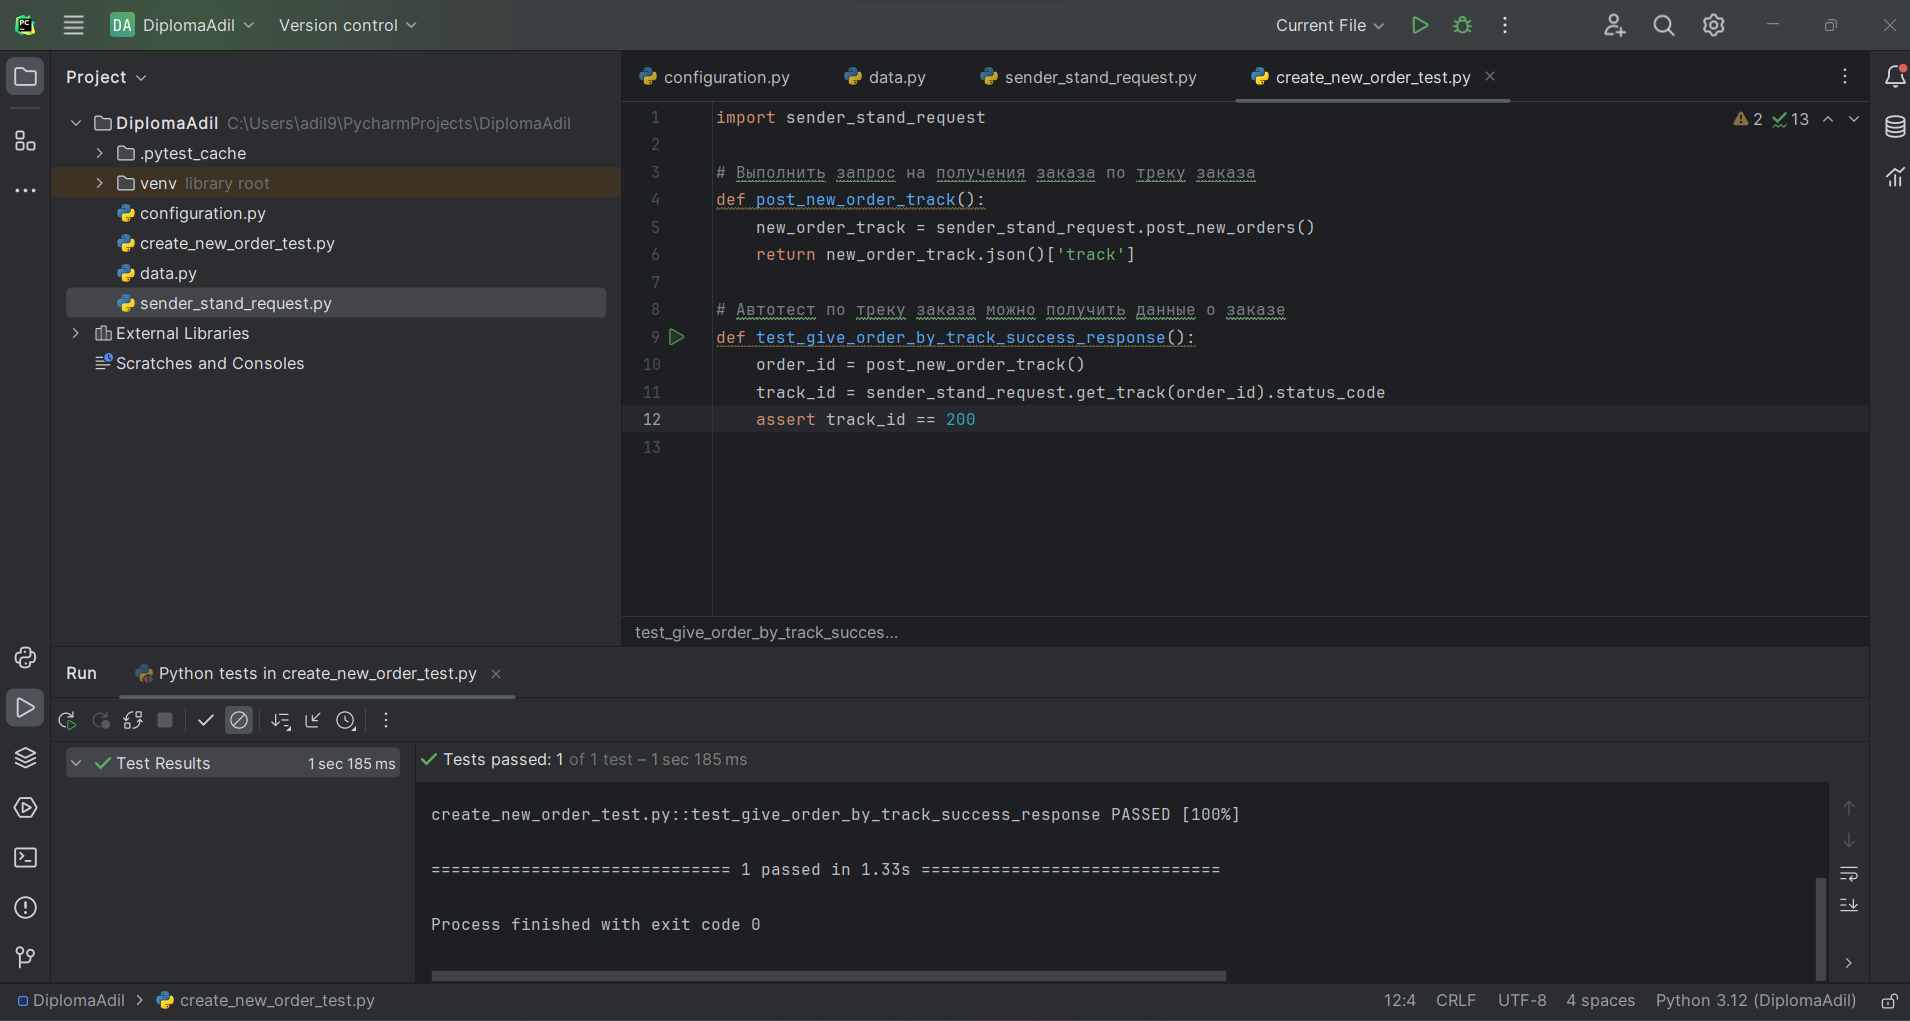 DA DiplomaAdil Version control Current File
Project
DiplomaAdil C:\Users\adil9\PycharmProjects\DiplomaAdil
.pytest_cache
venv library root
configuration.py
create_new_order_test.py
data.py
sender_stand_request.py
External Libraries
Scratches and Consoles
configuration.py data.py sender_stand_request.py create_new_order_test.py
2 13
1 import sender_stand_request
2
3 # Выполнить запрос на получения заказа по треку заказа
4 def post_new_order_track():
5 new_order_track = sender_stand_request.post_new_orders()
6 return new_order_track.json()['track']
7
8 # Автотест по треку заказа можно получить данные о заказе
9 def test_give_order_by_track_success_response():
10 order_id = post_new_order_track()
11 track_id = sender_stand_request.get_track(order_id).status_code
12 assert track_id == 200
13
test_give_order_by_track_succes...
Run Python tests in create_new_order_test.py
Test Results 1 sec 185 ms
Tests passed: 1 of 1 test – 1 sec 185 ms
create_new_order_test.py::test_give_order_by_track_success_response PASSED [100%]
============================== 1 passed in 1.33s ==============================
Process finished with exit code 0
DiplomaAdil > create_new_order_test.py 12:4 CRLF UTF-8 4 spaces Python 3.12 (DiplomaAdil)